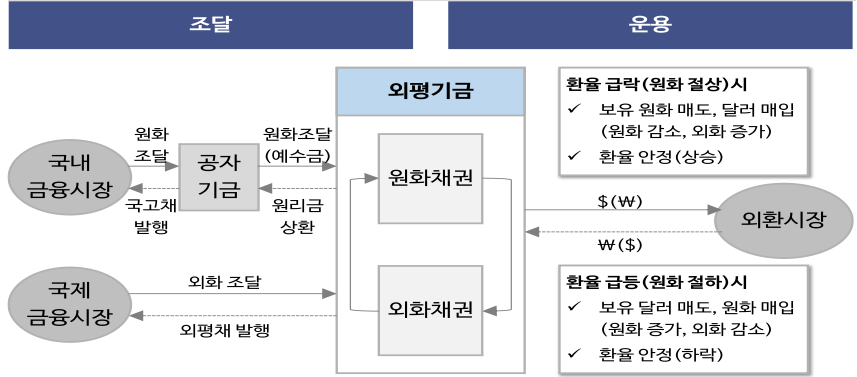 조달
운용
외평기금
환율 급락(원화 절상)시
✓ 보유 원화 매도, 달러 매입
(원화 감소, 외화 증가)
✓ 환율 안정(상승)
국내
금융시장
원화
조달
국고채
발행
공자
기금
원화조달
(예수금)
원리금
상환
원화채권
$(₩)
₩($)
외환시장
국제
금융시장
외화 조달
외평채 발행
외화채권
환율 급등(원화 절하)시
✓ 보유 달러 매도, 원화 매입
(원화 증가, 외화 감소)
✓ 환율 안정(하락)